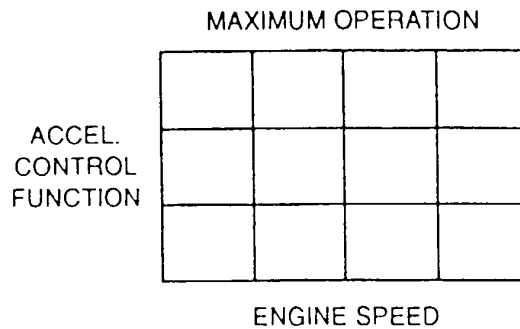 MAXIMUM OPERATION
ACCEL.
CONTROL
FUNCTION
ENGINE SPEED